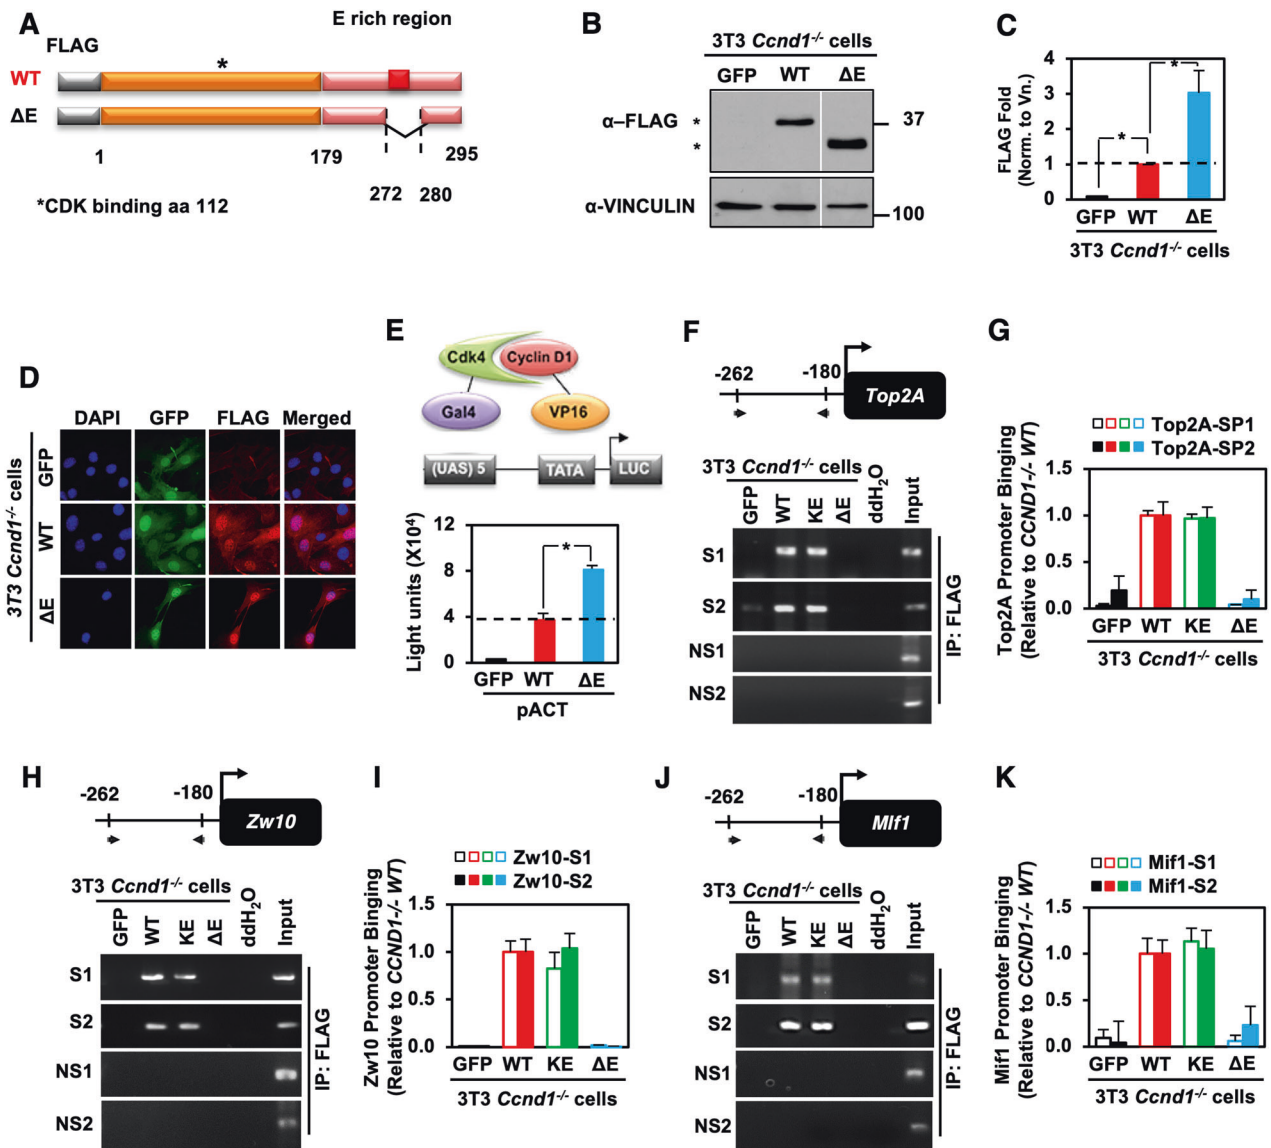 A
E rich region
FLAG
*
WT
ΔE
1
179
295
272
280
*CDK binding aa 112
B
3T3 Ccnd1-/- cells
GFP WT ΔE
α–FLAG
*
*
37
α-VINCULIN
100
C
FLAG Fold
(Norm. to Vn.)
4
3
2
1
0
*
*
GFP WT ΔE
3T3 Ccnd1-/- cells
D
DAPI GFP FLAG Merged
3T3 Ccnd1-/- cells
GFP
WT
ΔE
E
Cdk4
Cyclin D1
Gal4
VP16
(UAS) 5
TATA
LUC
Light units (X10⁴)
12
8
4
0
*
GFP WT ΔE
pACT
F
-262
-180
Top2A
3T3 Ccnd1-/- cells
GFP WT KE ΔE ddH2O Input
S1
S2
NS1
NS2
IP: FLAG
G
Top2A-SP1
Top2A-SP2
Top2A Promoter Binging
(Relative to CCND1-/- WT)
1.5
1.0
0.5
0.0
GFP WT KE ΔE
3T3 Ccnd1-/- cells
H
-262
-180
Zw10
3T3 Ccnd1-/- cells
GFP WT KE ΔE ddH2O Input
S1
S2
NS1
NS2
IP: FLAG
I
Zw10-S1
Zw10-S2
Zw10 Promoter Binging
(Relative to CCND1-/- WT)
1.5
1.0
0.5
0.0
GFP WT KE ΔE
3T3 Ccnd1-/- cells
J
-262
-180
Mlf1
3T3 Ccnd1-/- cells
GFP WT KE ΔE ddH2O Input
S1
S2
NS1
NS2
IP: FLAG
K
Mif1-S1
Mif1-S2
Mif1 Promoter Binging
(Relative to CCND1-/- WT)
1.5
1.0
0.5
0.0
GFP WT KE ΔE
3T3 Ccnd1-/- cells